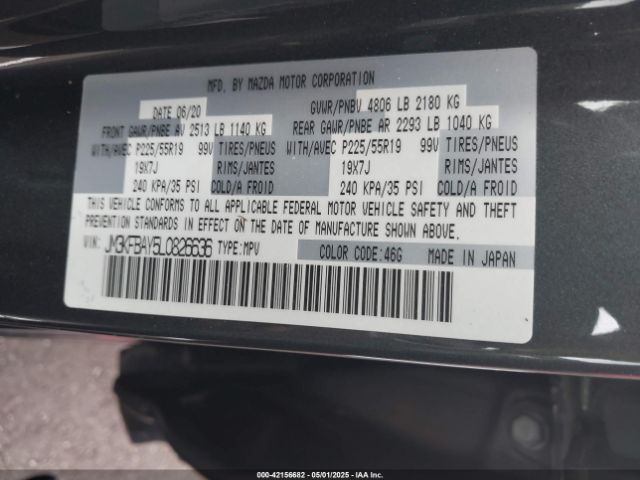 MFD. BY MAZDA MOTOR CORPORATION
DATE 06/20 GVWR/PNBV 4806 LB 2180 KG
FRONT GAWR/PNBE AV 2513 LB 1140 KG REAR GAWR/PNBE AR 2293 LB 1040 KG
WITH/AVEC P225/55R19 99V TIRES/PNEUS WITH/AVEC P225/55R19 99V TIRES/PNEUS
19X7J RIMS/JANTES 19X7J RIMS/JANTES
240 KPA/35 PSI COLD/A FROID 240 KPA/35 PSI COLD/A FROID
THIS VEHICLE CONFORMS TO ALL APPLICABLE FEDERAL MOTOR VEHICLE SAFETY AND THEFT
PREVENTION STANDARDS IN EFFECT ON THE DATE OF MANUFACTURE SHOWN ABOVE.
VIN: JM3KFBAY5L0826636 TYPE:MPV COLOR CODE:46G MADE IN JAPAN
000-42156682 - 05/01/2025 - IAA Inc.